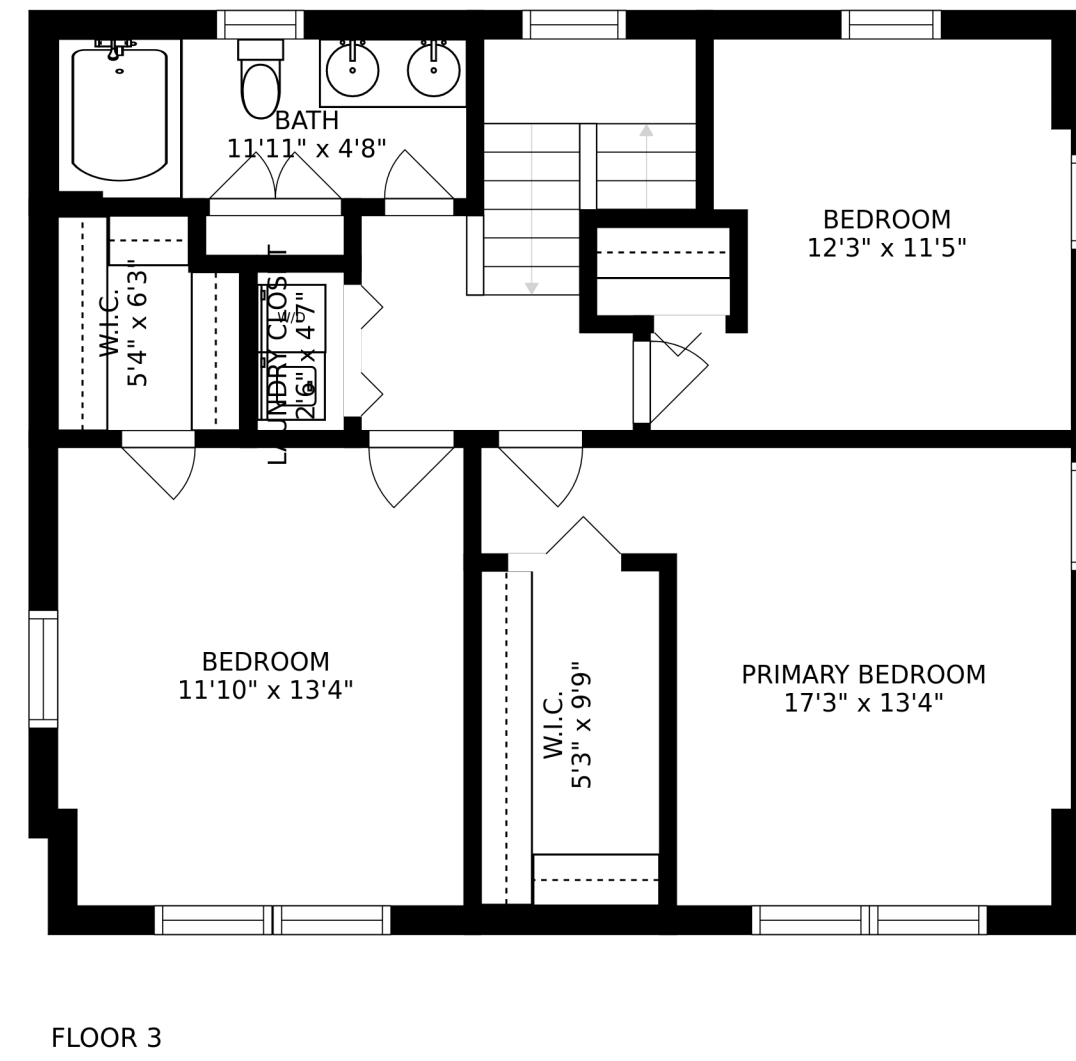 BATH
11'11" x 4'8"
BEDROOM
12'3" x 11'5"
W.I.C.
5'4" x 6'3"
LAUNDRY CLOSET
2'6" x 4'7"
W/D
BEDROOM
11'10" x 13'4"
W.I.C.
5'3" x 9'9"
PRIMARY BEDROOM
17'3" x 13'4"
FLOOR 3